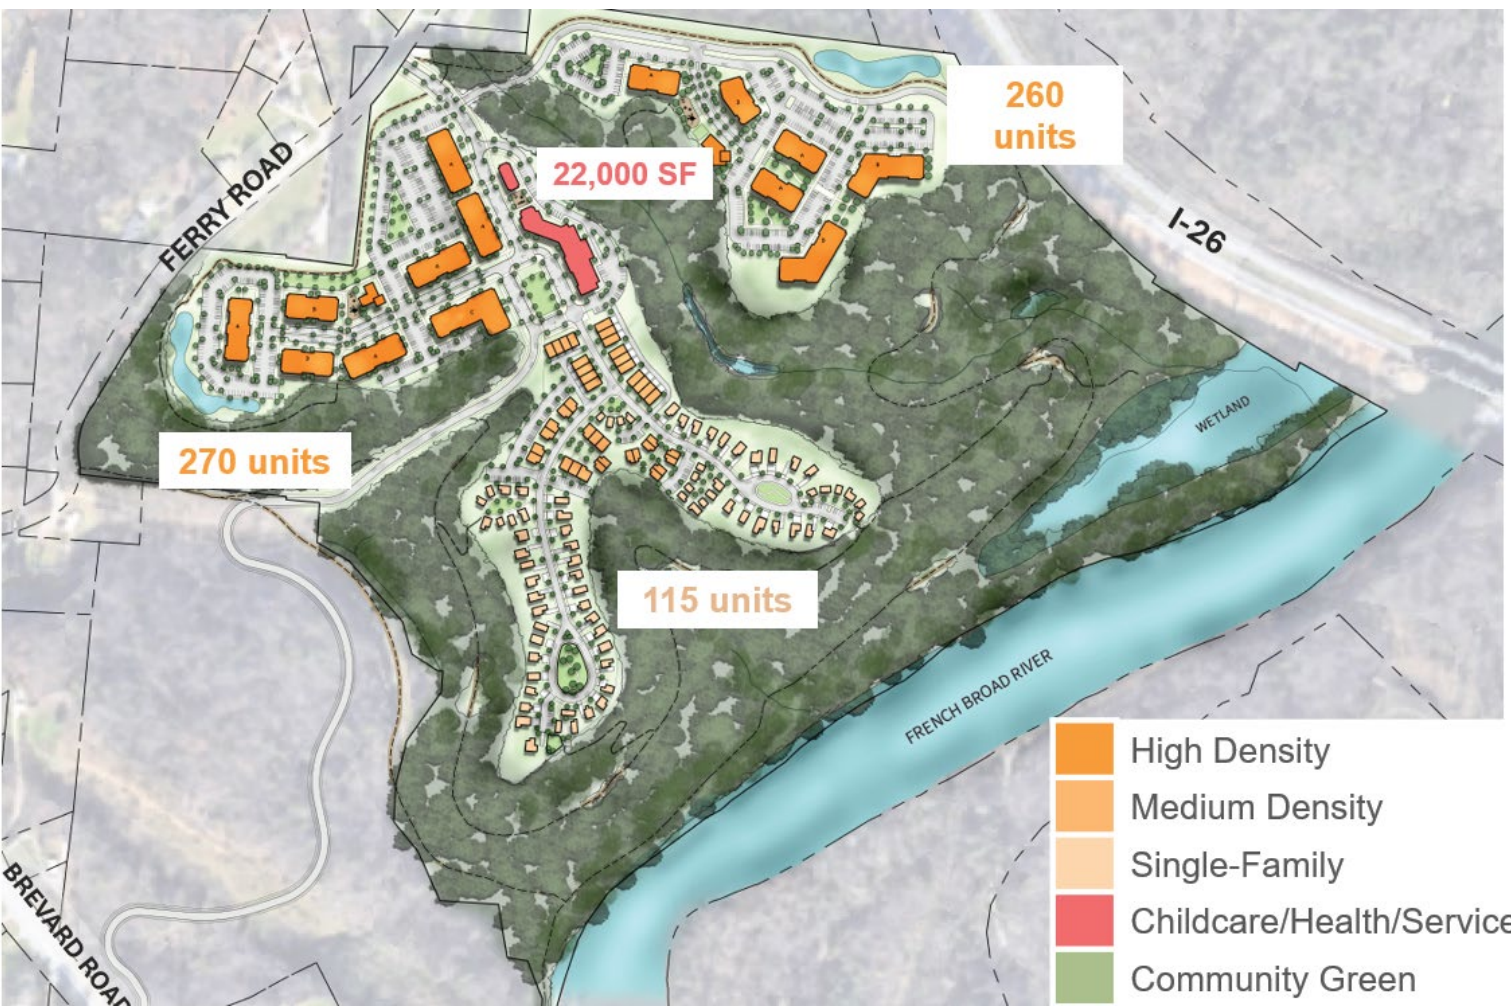 260
units
22,000 SF
FERRY ROAD
I-26
WETLAND
270 units
115 units
FRENCH BROAD RIVER
BREVARD ROAD
High Density
Medium Density
Single-Family
Childcare/Health/Service
Community Green